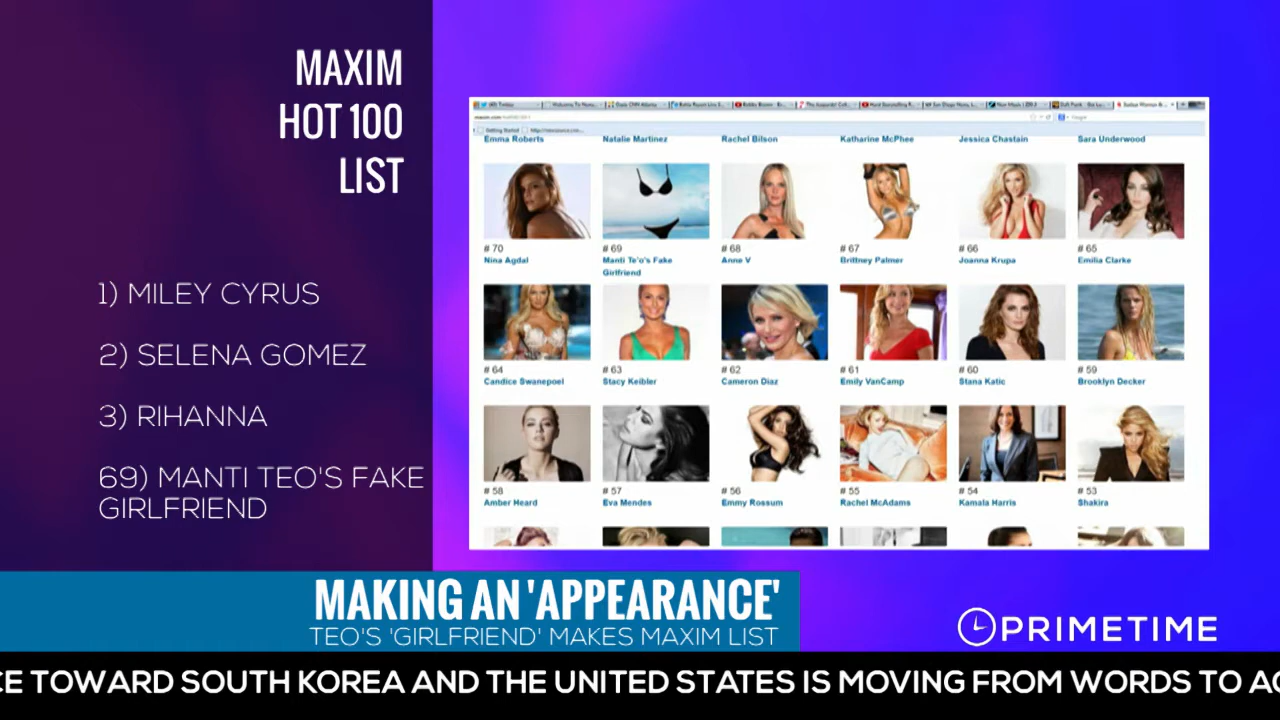 MAXIM
HOT 100
LIST
1) MILEY CYRUS
2) SELENA GOMEZ
3) RIHANNA
69) MANTI TEO'S FAKE
GIRLFRIEND
Getting Started
Emma Roberts Natalie Martinez Rachel Bilson Katharine McPhee Jessica Chastain Sara Underwood
# 70 # 69 # 68 # 67 # 66 # 65
Nina Agdal Manti Te'o's Fake Anne V Brittney Palmer Joanna Krupa Emilia Clarke
Girlfriend
# 64 # 63 # 62 # 61 # 60 # 59
Candice Swanepoel Stacy Keibler Cameron Diaz Emily VanCamp Stana Katic Brooklyn Decker
# 58 # 57 # 56 # 55 # 54 # 53
Amber Heard Eva Mendes Emmy Rossum Rachel McAdams Kamala Harris Shakira
MAKING AN 'APPEARANCE'
TEO'S 'GIRLFRIEND' MAKES MAXIM LIST
PRIMETIME
CE TOWARD SOUTH KOREA AND THE UNITED STATES IS MOVING FROM WORDS TO AC